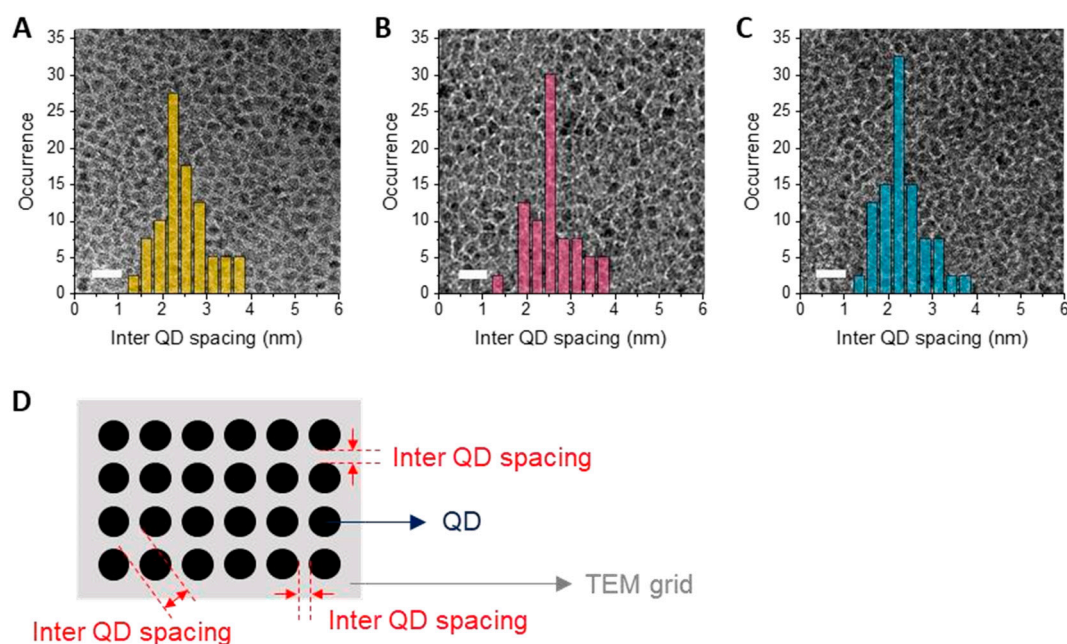 A
35
30
25
20
15
10
5
0
Occurrence
0 1 2 3 4 5 6
Inter QD spacing (nm)
B
35
30
25
20
15
10
5
0
Occurrence
0 1 2 3 4 5 6
Inter QD spacing (nm)
C
35
30
25
20
15
10
5
0
Occurrence
0 1 2 3 4 5 6
Inter QD spacing (nm)
D
Inter QD spacing
QD
TEM grid
Inter QD spacing
Inter QD spacing